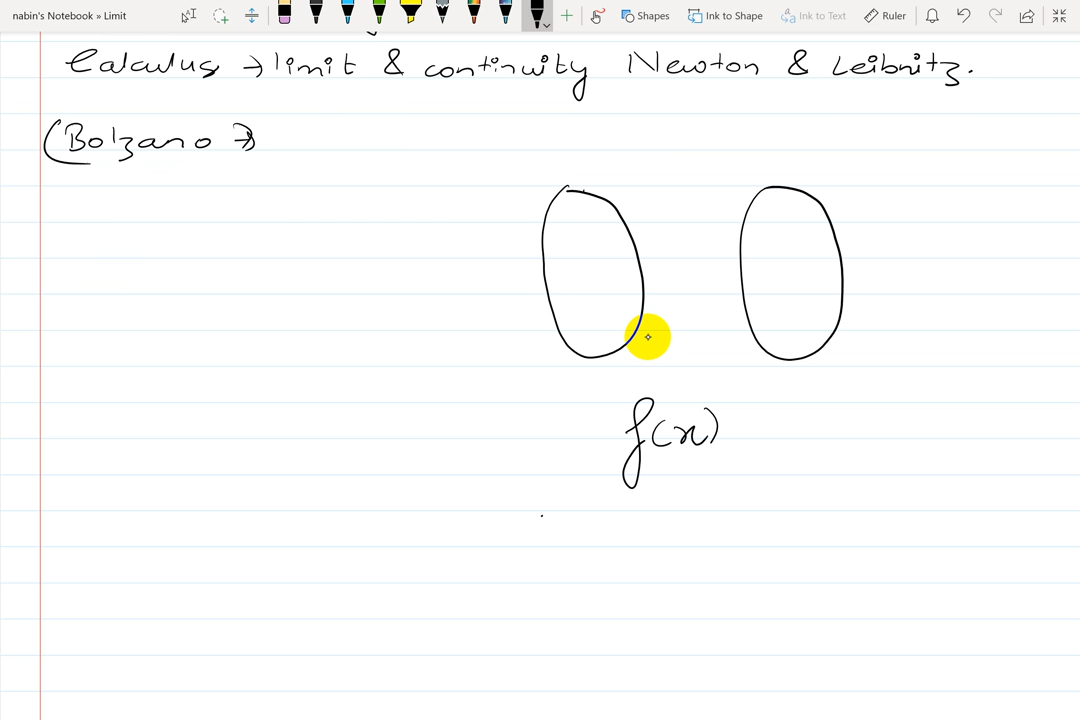 nabin's Notebook » Limit
Shapes Ink to Shape Ink to Text Ruler
Calculus → limit & continuity Newton & Leibnitz.
(Bolzano →
f(x)